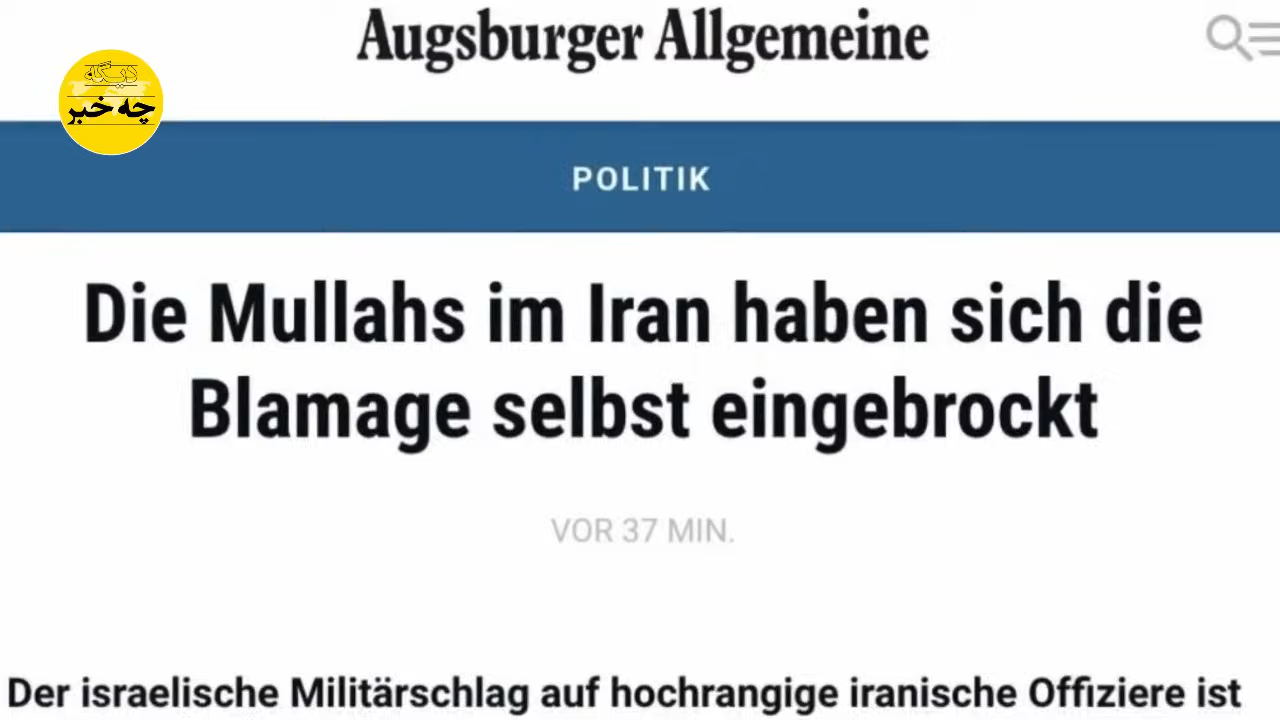 Augsburger Allgemeine
دیگه
چه خبر
POLITIK
Die Mullahs im Iran haben sich die
Blamage selbst eingebrockt
VOR 37 MIN.
Der israelische Militärschlag auf hochrangige iranische Offiziere ist